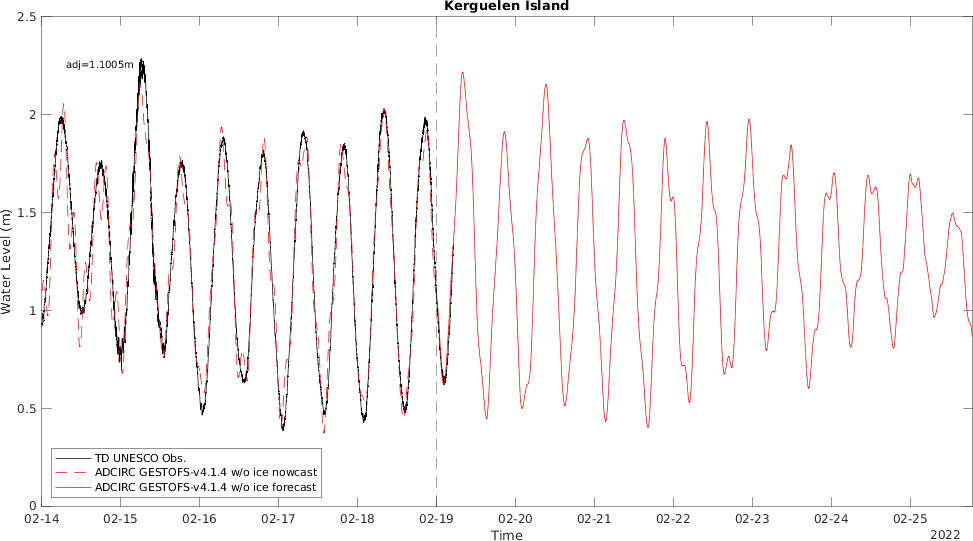 Kerguelen Island
2.5
adj=1.1005m
2
1.5
1
0.5
0
Water Level (m)
TD UNESCO Obs.
ADCIRC GESTOFS-v4.1.4 w/o ice nowcast
ADCIRC GESTOFS-v4.1.4 w/o ice forecast
02-14 02-15 02-16 02-17 02-18 02-19 02-20 02-21 02-22 02-23 02-24 02-25
Time
2022